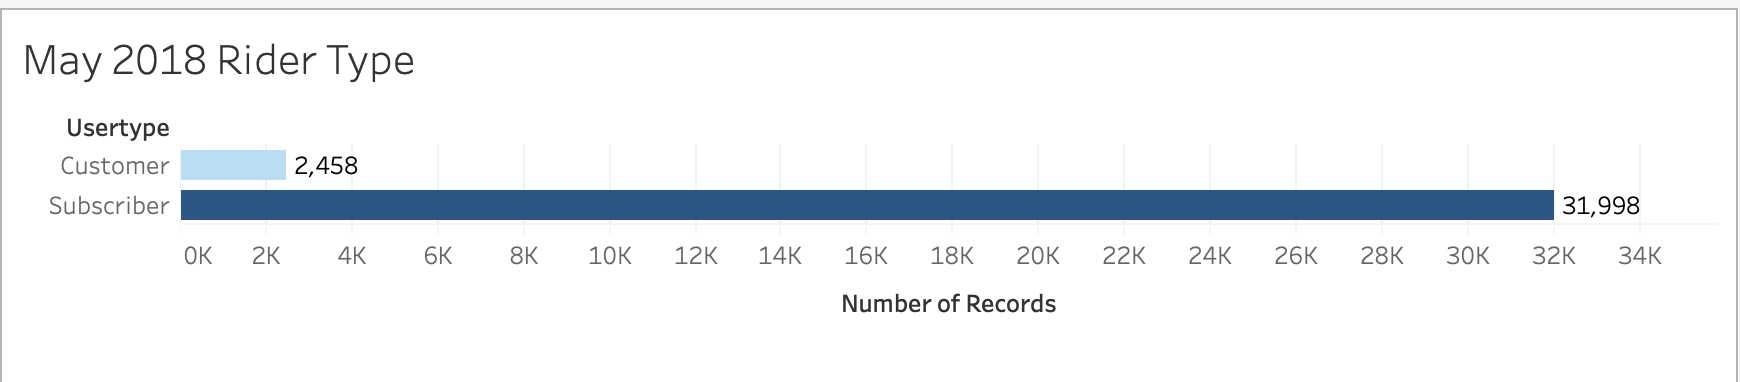 May 2018 Rider Type
Usertype
Customer 2,458
Subscriber 31,998
0K 2K 4K 6K 8K 10K 12K 14K 16K 18K 20K 22K 24K 26K 28K 30K 32K 34K
Number of Records